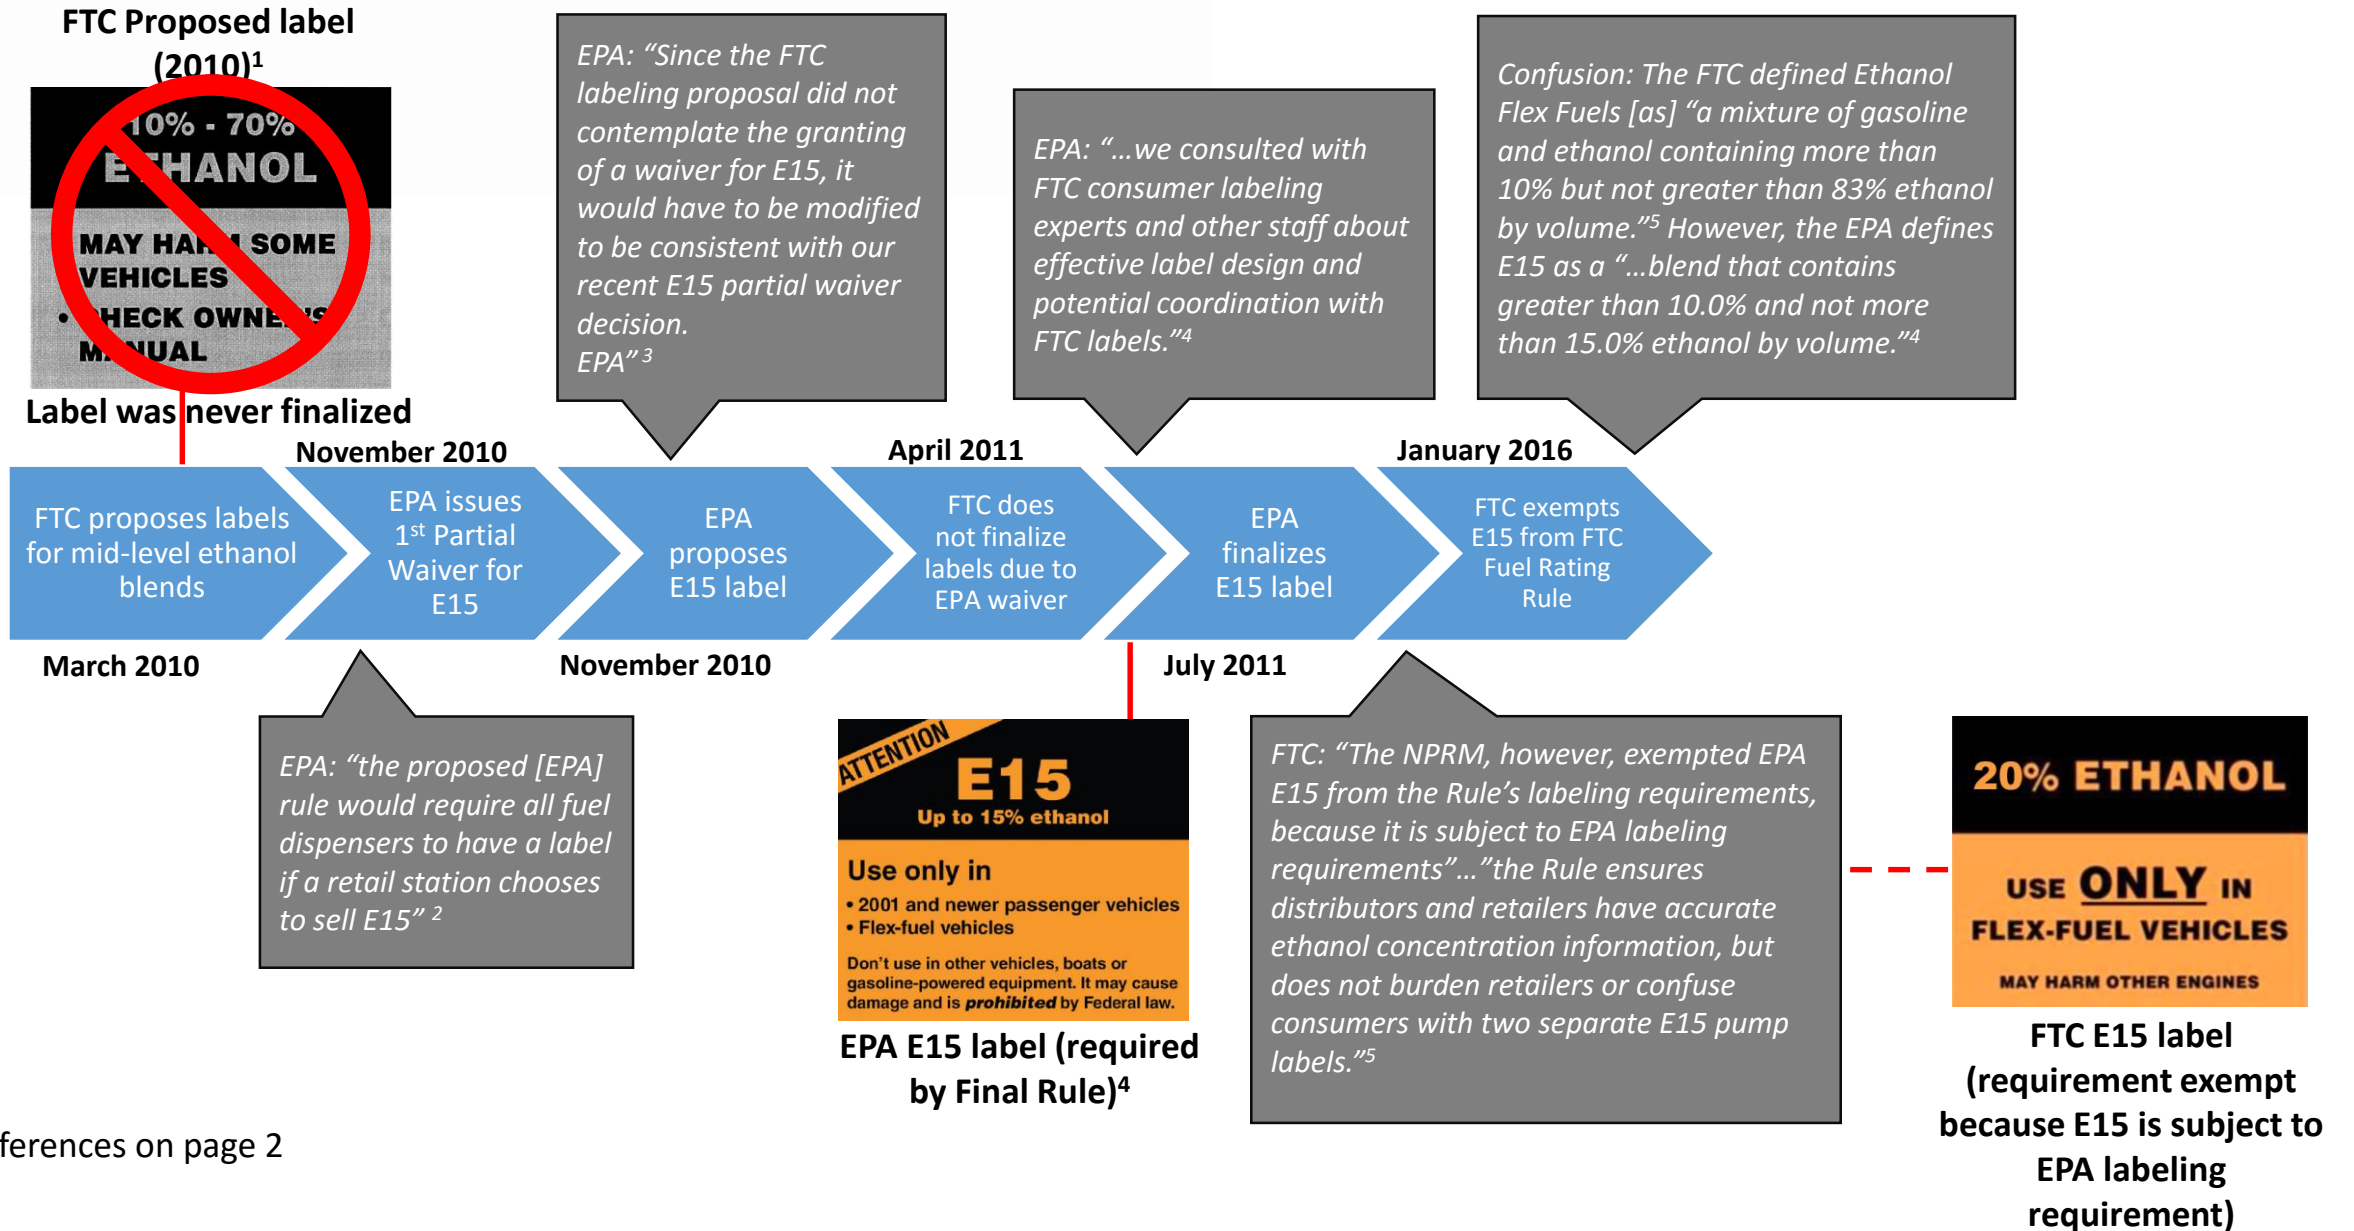 FTC Proposed label
(2010)1
10% - 70%
ETHANOL
MAY HARM SOME
VEHICLES
• CHECK OWNER'S
MANUAL
Label was never finalized
EPA: “Since the FTC
labeling proposal did not
contemplate the granting
of a waiver for E15, it
would have to be modified
to be consistent with our
recent E15 partial waiver
decision.
EPA” 3
EPA: “…we consulted with
FTC consumer labeling
experts and other staff about
effective label design and
potential coordination with
FTC labels.”4
Confusion: The FTC defined Ethanol
Flex Fuels [as] “a mixture of gasoline
and ethanol containing more than
10% but not greater than 83% ethanol
by volume.”5 However, the EPA defines
E15 as a “…blend that contains
greater than 10.0% and not more
than 15.0% ethanol by volume.”4
November 2010
April 2011
January 2016
FTC proposes labels
for mid-level ethanol
blends
EPA issues
1st Partial
Waiver for
E15
EPA
proposes
E15 label
FTC does
not finalize
labels due to
EPA waiver
EPA
finalizes
E15 label
FTC exempts
E15 from FTC
Fuel Rating
Rule
March 2010
November 2010
July 2011
EPA: “the proposed [EPA]
rule would require all fuel
dispensers to have a label
if a retail station chooses
to sell E15” 2
ATTENTION
E15
Up to 15% ethanol
Use only in
• 2001 and newer passenger vehicles
• Flex-fuel vehicles
Don't use in other vehicles, boats or
gasoline-powered equipment. It may cause
damage and is prohibited by Federal law.
EPA E15 label (required
by Final Rule)4
FTC: “The NPRM, however, exempted EPA
E15 from the Rule’s labeling requirements,
because it is subject to EPA labeling
requirements”…”the Rule ensures
distributors and retailers have accurate
ethanol concentration information, but
does not burden retailers or confuse
consumers with two separate E15 pump
labels.”5
20% ETHANOL
USE ONLY IN
FLEX-FUEL VEHICLES
MAY HARM OTHER ENGINES
FTC E15 label
(requirement exempt
because E15 is subject to
EPA labeling
requirement)
ferences on page 2